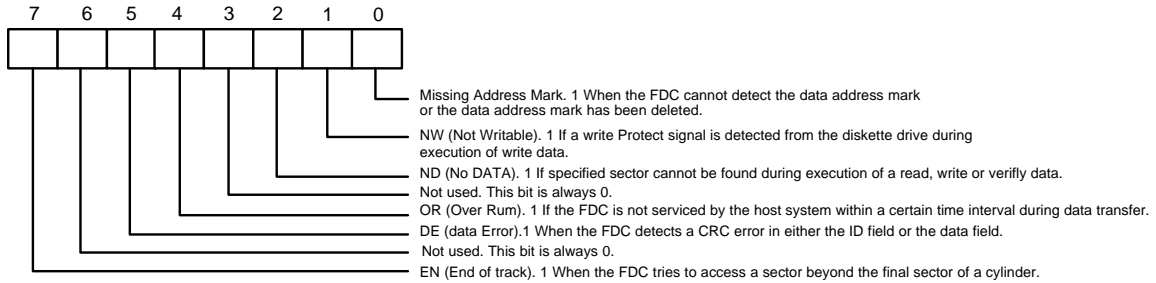 7 6 5 4 3 2 1 0
Missing Address Mark. 1 When the FDC cannot detect the data address mark
or the data address mark has been deleted.
NW (Not Writable). 1 If a write Protect signal is detected from the diskette drive during
execution of write data.
ND (No DATA). 1 If specified sector cannot be found during execution of a read, write or verifly data.
Not used. This bit is always 0.
OR (Over Rum). 1 If the FDC is not serviced by the host system within a certain time interval during data transfer.
DE (data Error).1 When the FDC detects a CRC error in either the ID field or the data field.
Not used. This bit is always 0.
EN (End of track). 1 When the FDC tries to access a sector beyond the final sector of a cylinder.